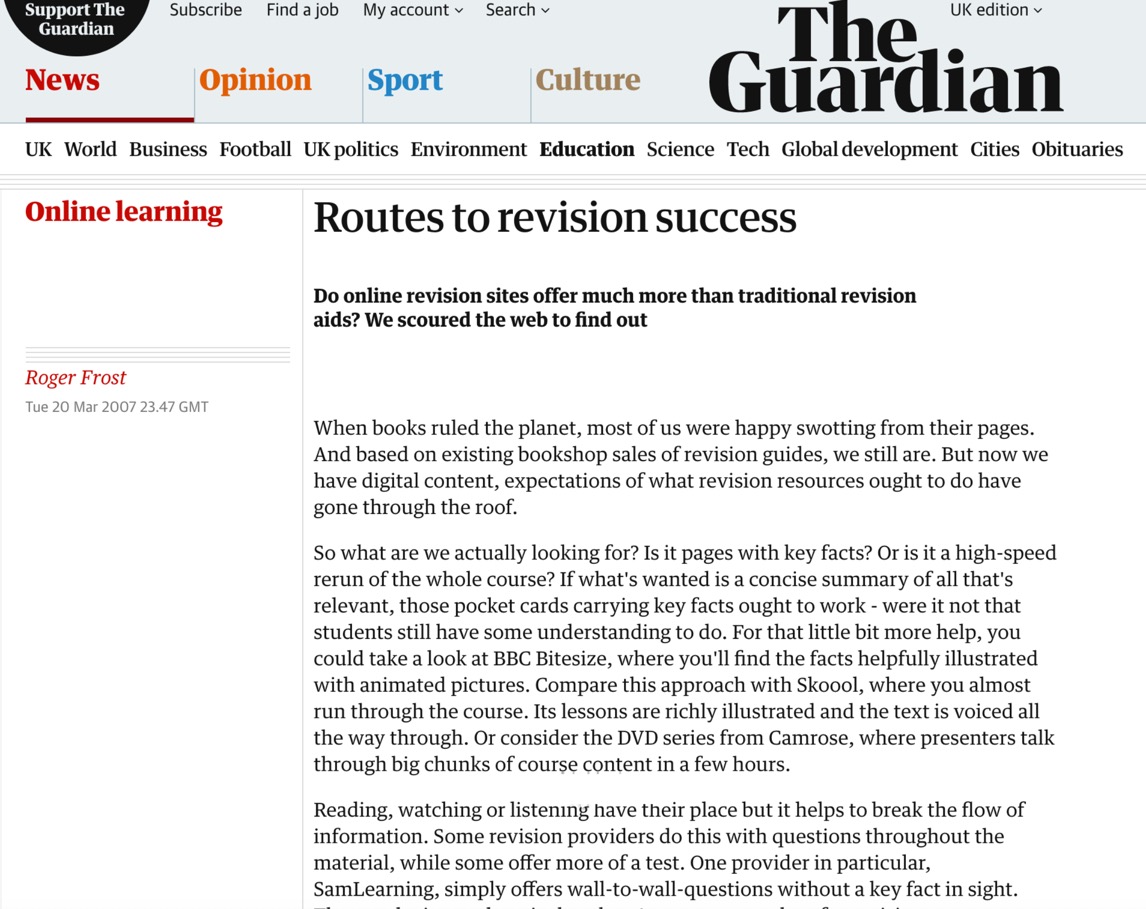 Support The
Guardian
Subscribe Find a job My account Search UK edition
The
Guardian
News Opinion Sport Culture
UK World Business Football UK politics Environment Education Science Tech Global development Cities Obituaries
Online learning
Routes to revision success
Do online revision sites offer much more than traditional revision
aids? We scoured the web to find out
Roger Frost
Tue 20 Mar 2007 23.47 GMT
When books ruled the planet, most of us were happy swotting from their pages.
And based on existing bookshop sales of revision guides, we still are. But now we
have digital content, expectations of what revision resources ought to do have
gone through the roof.
So what are we actually looking for? Is it pages with key facts? Or is it a high-speed
rerun of the whole course? If what's wanted is a concise summary of all that's
relevant, those pocket cards carrying key facts ought to work - were it not that
students still have some understanding to do. For that little bit more help, you
could take a look at BBC Bitesize, where you'll find the facts helpfully illustrated
with animated pictures. Compare this approach with Skoool, where you almost
run through the course. Its lessons are richly illustrated and the text is voiced all
the way through. Or consider the DVD series from Camrose, where presenters talk
through big chunks of course content in a few hours.
Reading, watching or listening have their place but it helps to break the flow of
information. Some revision providers do this with questions throughout the
material, while some offer more of a test. One provider in particular,
SamLearning, simply offers wall-to-wall-questions without a key fact in sight.